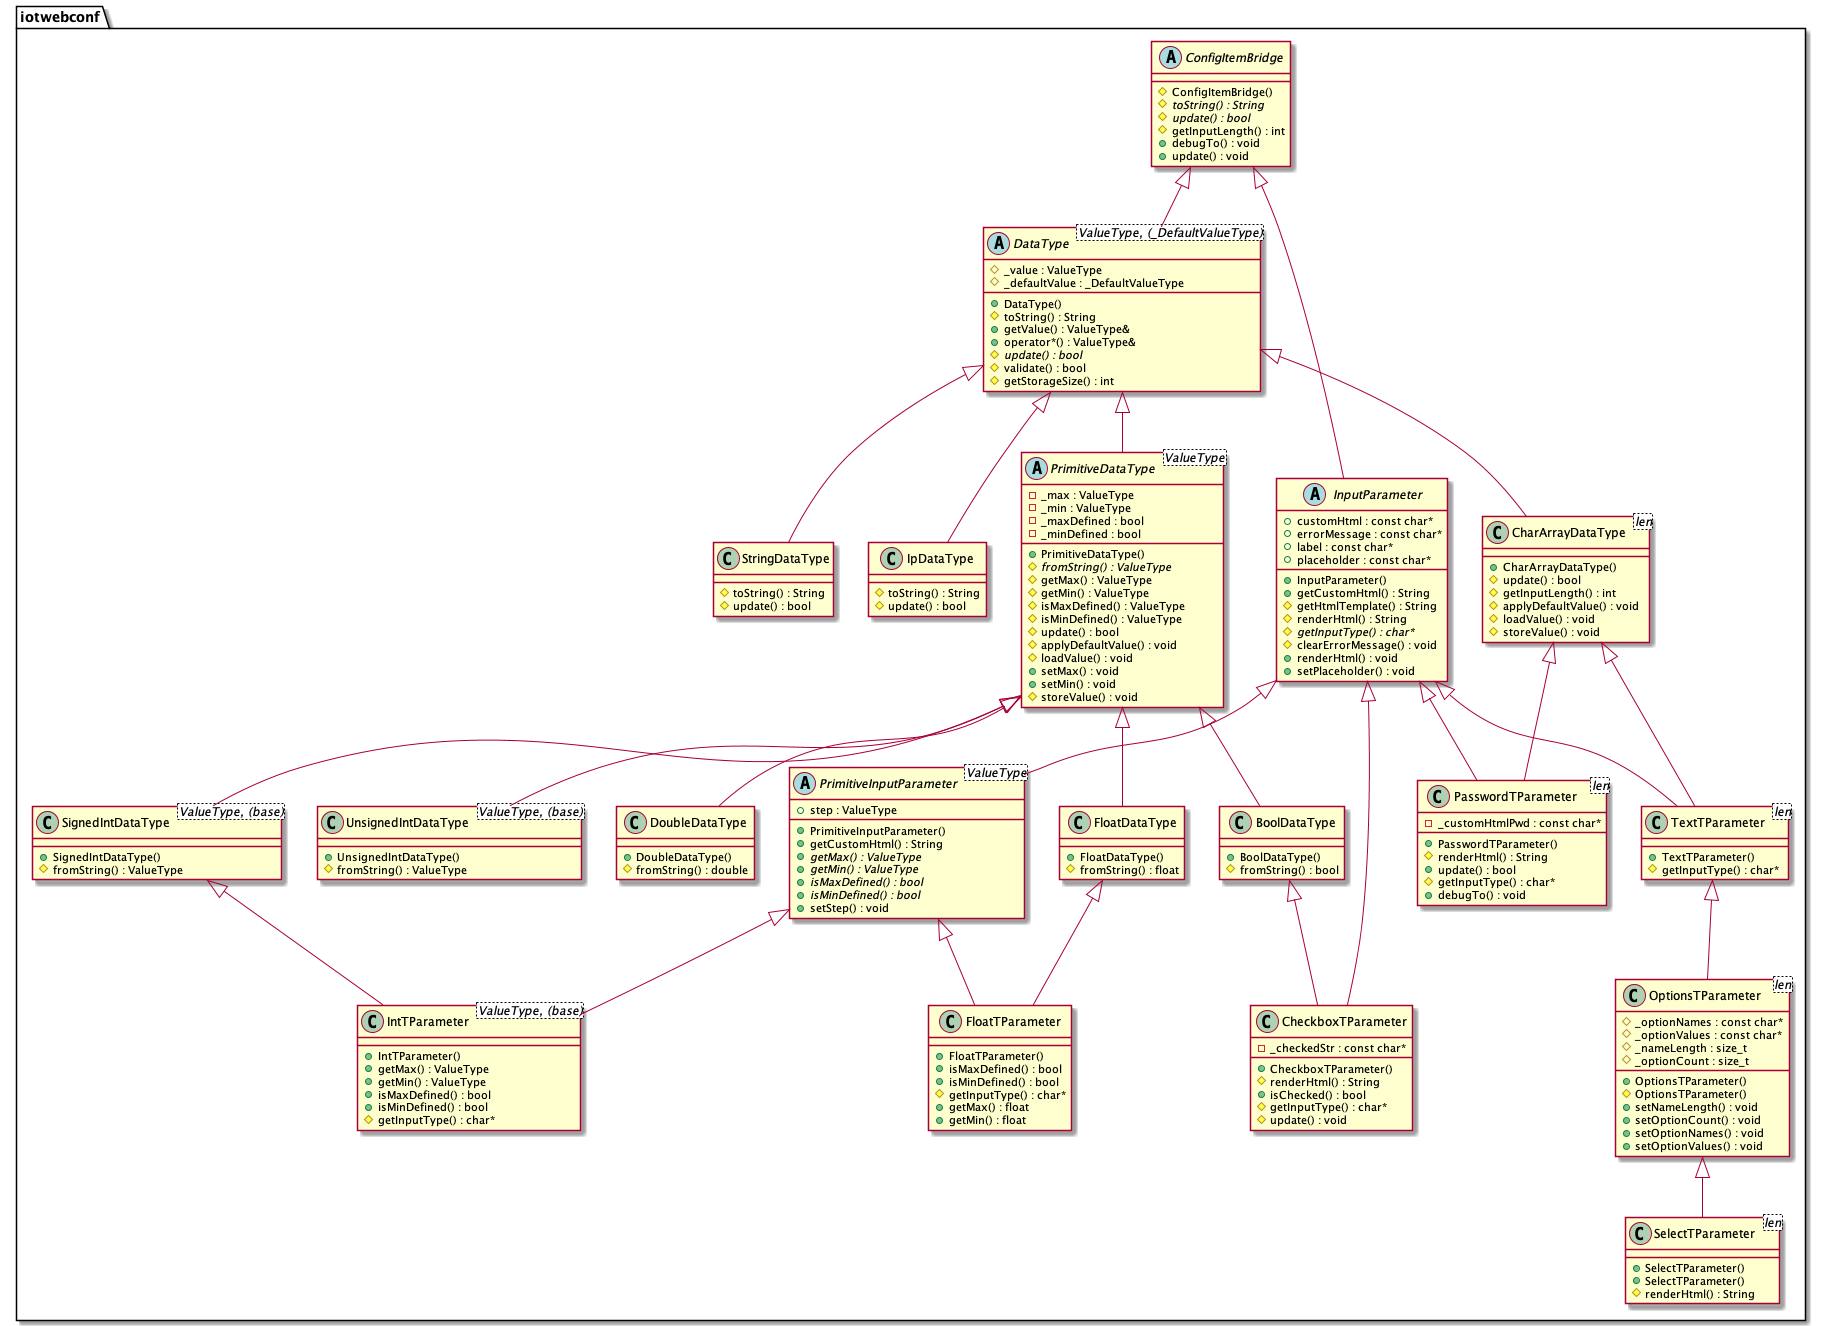 iotwebconf
A ConfigItemBridge
ConfigItemBridge()
toString() : String
update() : bool
getInputLength() : int
debugTo() : void
update() : void
ValueType, (_DefaultValueType)
A DataType
_value : ValueType
_defaultValue : _DefaultValueType
DataType()
toString() : String
getValue() : ValueType&
operator*() : ValueType&
update() : bool
validate() : bool
getStorageSize() : int
C StringDataType
toString() : String
update() : bool
C IpDataType
toString() : String
update() : bool
ValueType
A PrimitiveDataType
_max : ValueType
_min : ValueType
_maxDefined : bool
_minDefined : bool
PrimitiveDataType()
fromString() : ValueType
getMax() : ValueType
getMin() : ValueType
isMaxDefined() : ValueType
isMinDefined() : ValueType
update() : bool
applyDefaultValue() : void
loadValue() : void
setMax() : void
setMin() : void
storeValue() : void
A InputParameter
customHtml : const char*
errorMessage : const char*
label : const char*
placeholder : const char*
InputParameter()
getCustomHtml() : String
getHtmlTemplate() : String
renderHtml() : String
getInputType() : char*
clearErrorMessage() : void
renderHtml() : void
setPlaceholder() : void
len
C CharArrayDataType
CharArrayDataType()
update() : bool
getInputLength() : int
applyDefaultValue() : void
loadValue() : void
storeValue() : void
ValueType, (base)
C SignedIntDataType
SignedIntDataType()
fromString() : ValueType
ValueType, (base)
C UnsignedIntDataType
UnsignedIntDataType()
fromString() : ValueType
C DoubleDataType
DoubleDataType()
fromString() : double
ValueType
A PrimitiveInputParameter
step : ValueType
PrimitiveInputParameter()
getCustomHtml() : String
getMax() : ValueType
getMin() : ValueType
isMaxDefined() : bool
isMinDefined() : bool
setStep() : void
C FloatDataType
FloatDataType()
fromString() : float
C BoolDataType
BoolDataType()
fromString() : bool
len
C PasswordTParameter
_customHtmlPwd : const char*
PasswordTParameter()
renderHtml() : String
update() : bool
getInputType() : char*
debugTo() : void
len
C TextTParameter
TextTParameter()
getInputType() : char*
ValueType, (base)
C IntTParameter
IntTParameter()
getMax() : ValueType
getMin() : ValueType
isMaxDefined() : bool
isMinDefined() : bool
getInputType() : char*
C FloatTParameter
FloatTParameter()
isMaxDefined() : bool
isMinDefined() : bool
getInputType() : char*
getMax() : float
getMin() : float
C CheckboxTParameter
_checkedStr : const char*
CheckboxTParameter()
renderHtml() : String
isChecked() : bool
getInputType() : char*
update() : void
len
C OptionsTParameter
_optionNames : const char*
_optionValues : const char*
_nameLength : size_t
_optionCount : size_t
OptionsTParameter()
OptionsTParameter()
setNameLength() : void
setOptionCount() : void
setOptionNames() : void
setOptionValues() : void
len
C SelectTParameter
SelectTParameter()
SelectTParameter()
renderHtml() : String